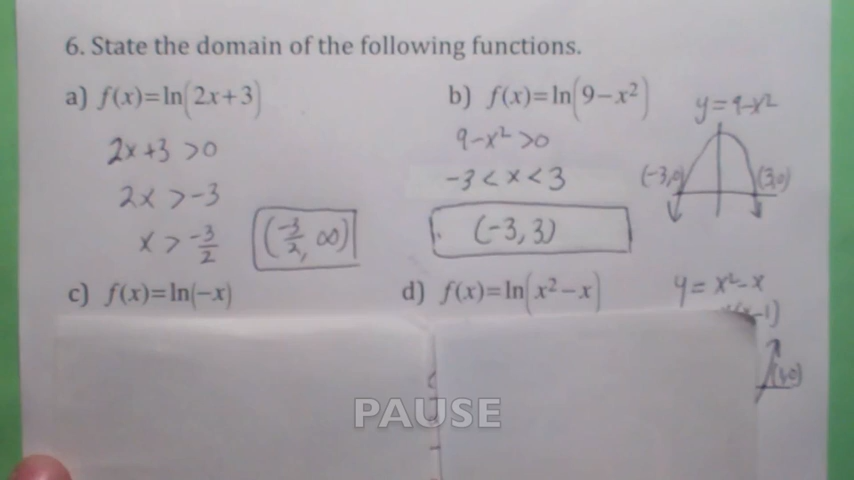 6. State the domain of the following functions.
a) f(x)=ln(2x+3)
2x+3 >0
2x > -3
x > -3/2
(-3/2, ∞)
b) f(x)=ln(9-x²)
9-x² >0
-3 < x < 3
(-3, 3)
y=9-x²
(-3,0)
(3,0)
c) f(x)=ln(-x)
d) f(x)=ln(x²-x)
y = x²-x
(1,0)
PAUSE